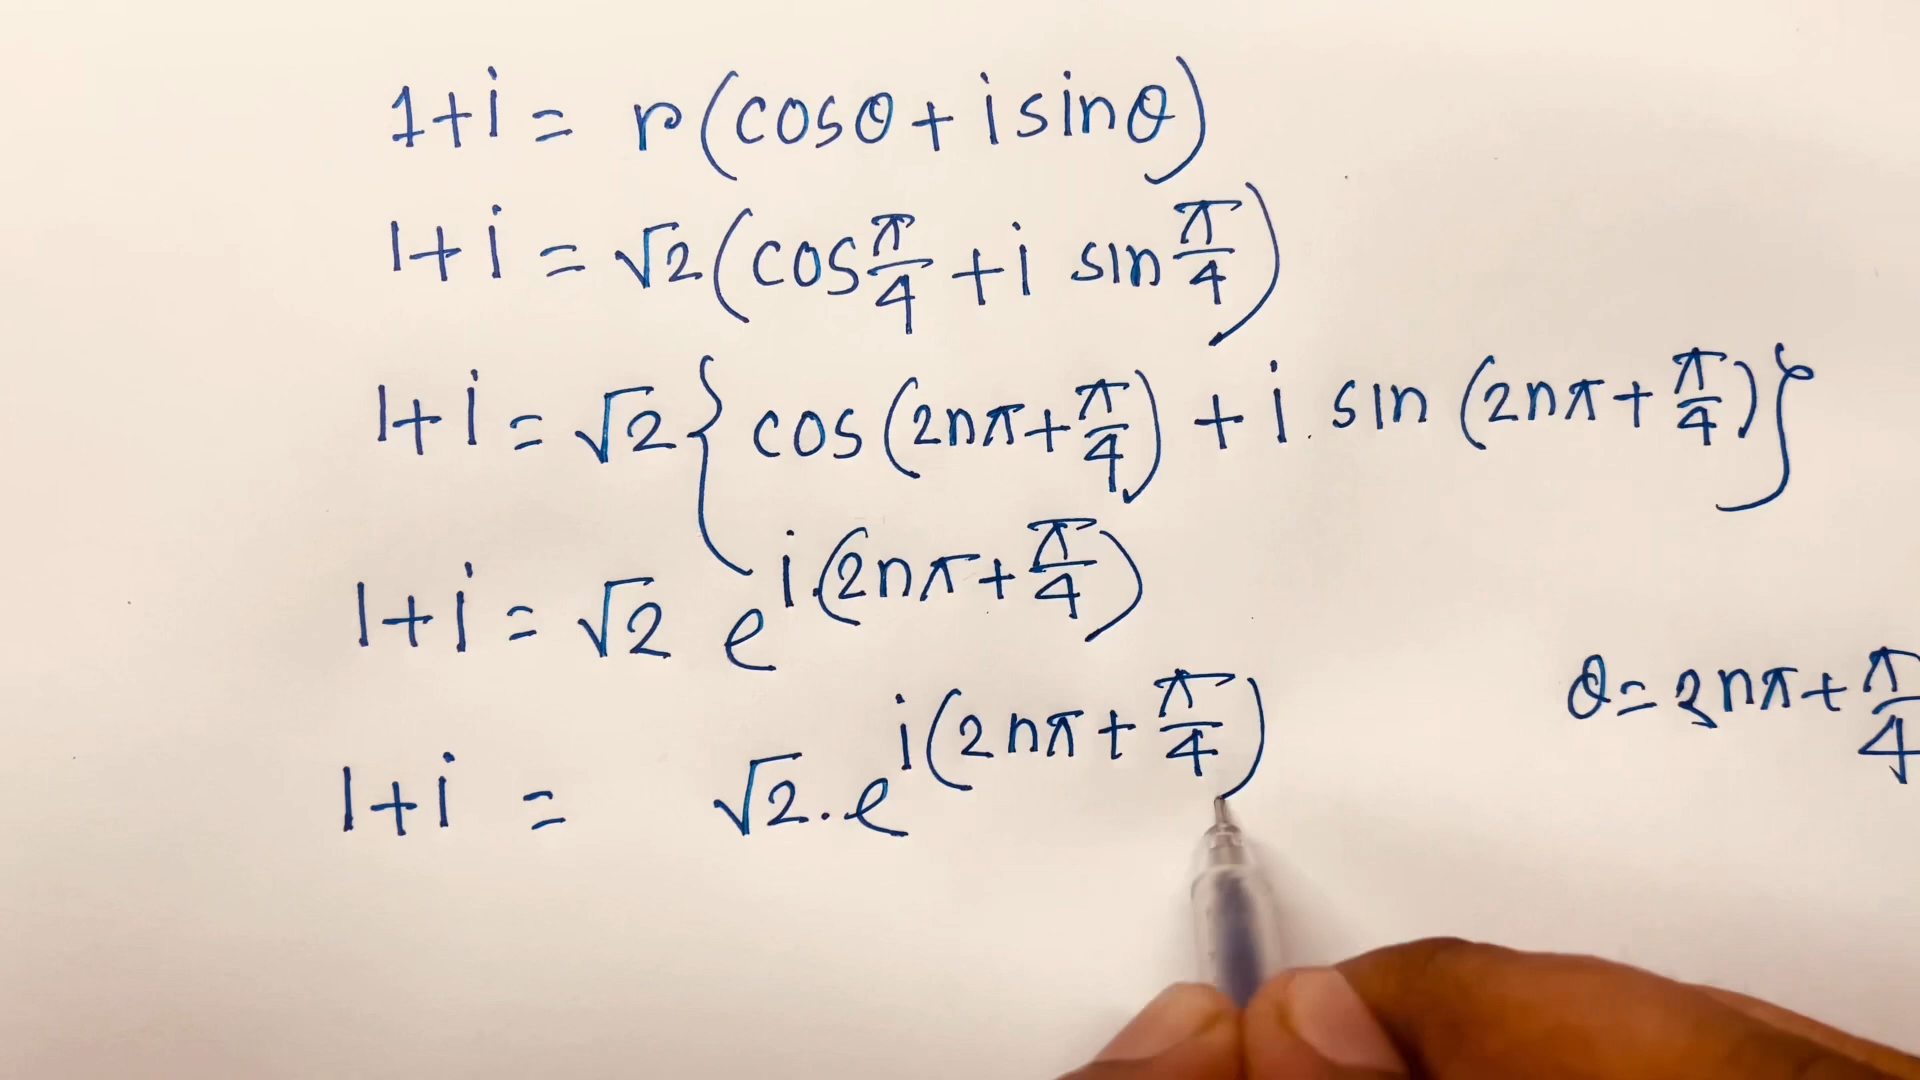 1+i = r(cosθ + i sinθ)
1+i = √2(cos π/4 + i sin π/4)
1+i = √2{cos(2nπ+π/4) + i. sin(2nπ+π/4)}
1+i = √2 e^i.(2nπ+π/4)
θ = 2nπ+π/4
1+i = √2.e^i(2nπ+π/4)